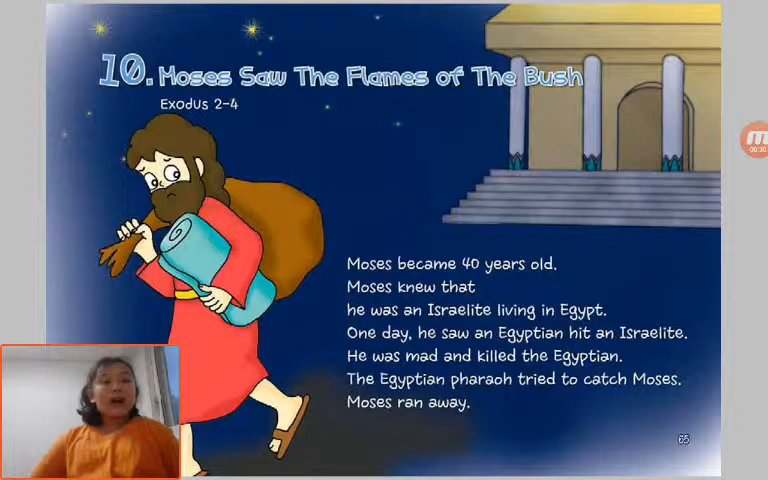 10. Moses Saw The Flames of The Bush
Exodus 2-4
Moses became 40 years old.
Moses knew that
he was an Israelite living in Egypt.
One day, he saw an Egyptian hit an Israelite.
He was mad and killed the Egyptian.
The Egyptian pharaoh tried to catch Moses.
Moses ran away.
65
00:30